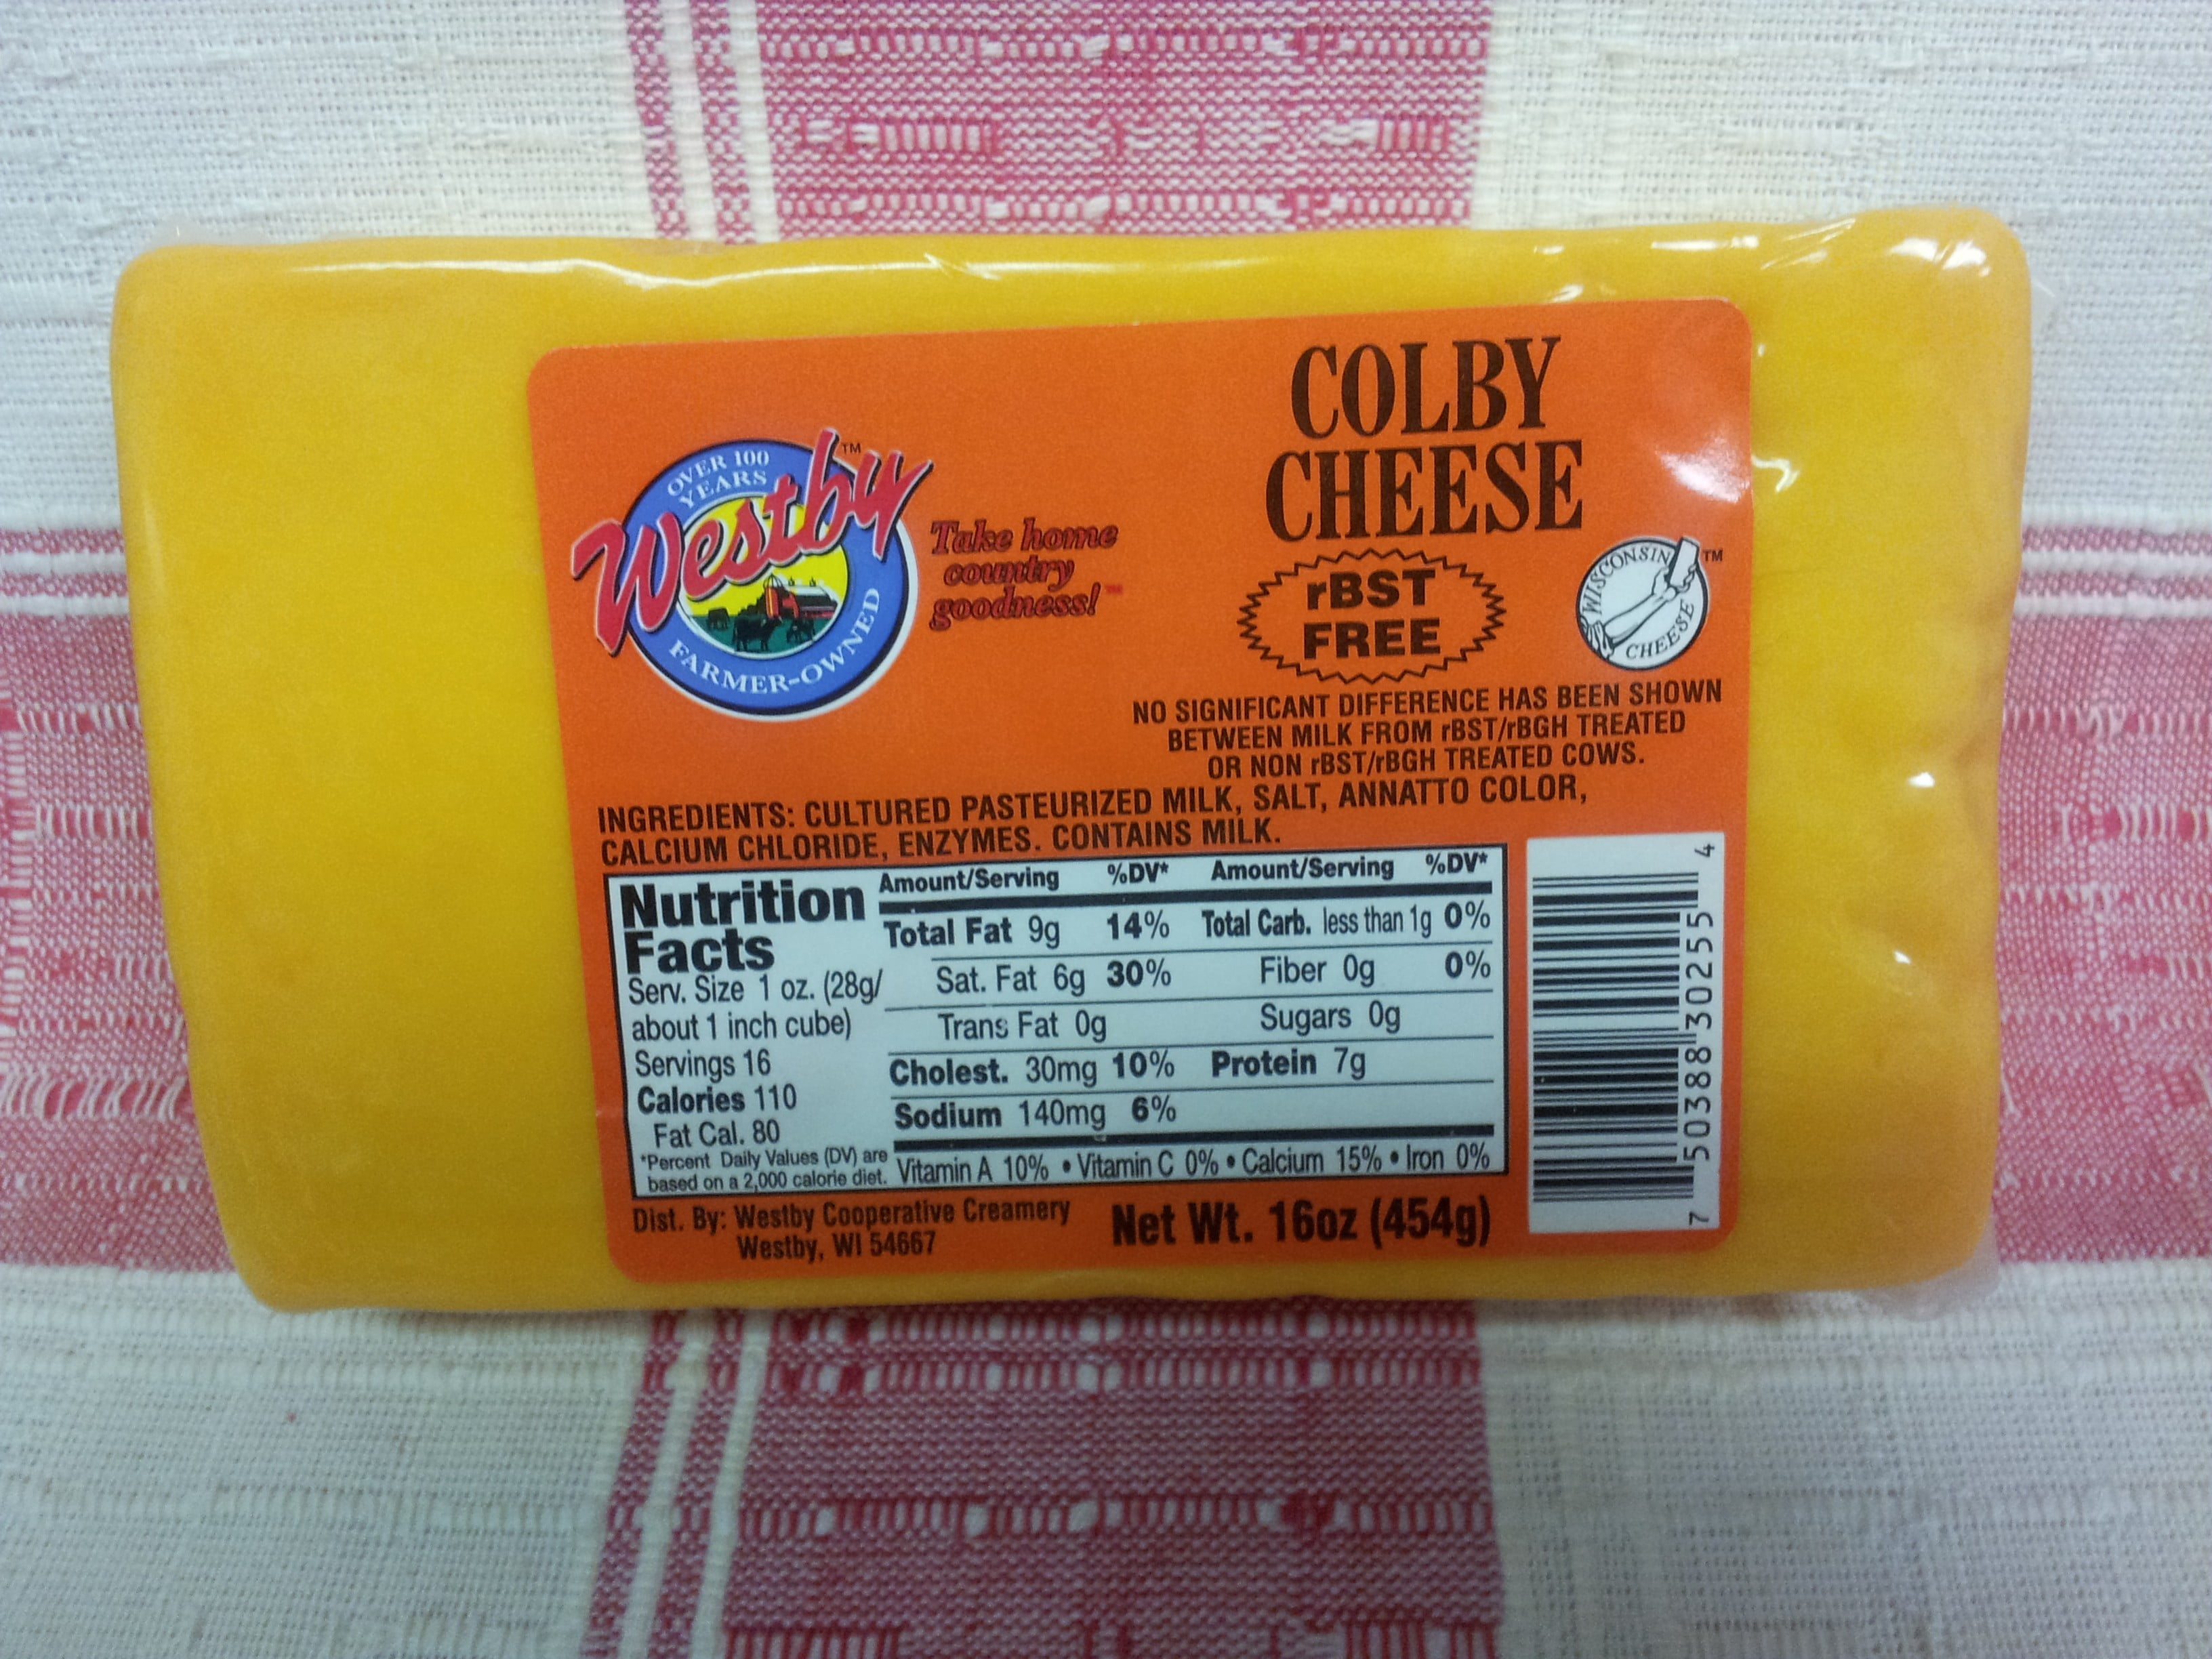 OVER 100
YEARS
Westby™
FARMER-OWNED
Take home
country
goodness!™
COLBY
CHEESE
rBST
FREE
WISCONSIN
CHEESE
TM
NO SIGNIFICANT DIFFERENCE HAS BEEN SHOWN
BETWEEN MILK FROM rBST/rBGH TREATED
OR NON rBST/rBGH TREATED COWS.
INGREDIENTS: CULTURED PASTEURIZED MILK, SALT, ANNATTO COLOR,
CALCIUM CHLORIDE, ENZYMES. CONTAINS MILK.
Nutrition
Facts
Serv. Size 1 oz. (28g/
about 1 inch cube)
Servings 16
Calories 110
Fat Cal. 80
*Percent Daily Values (DV) are
based on a 2,000 calorie diet.
Amount/Serving %DV* Amount/Serving %DV*
Total Fat 9g 14% Total Carb. less than 1g 0%
Sat. Fat 6g 30% Fiber 0g 0%
Trans Fat 0g Sugars 0g
Cholest. 30mg 10% Protein 7g
Sodium 140mg 6%
Vitamin A 10% • Vitamin C 0% • Calcium 15% • Iron 0%
Dist. By: Westby Cooperative Creamery
Westby, WI 54667
Net Wt. 16oz (454g)
7 50388 30255 4